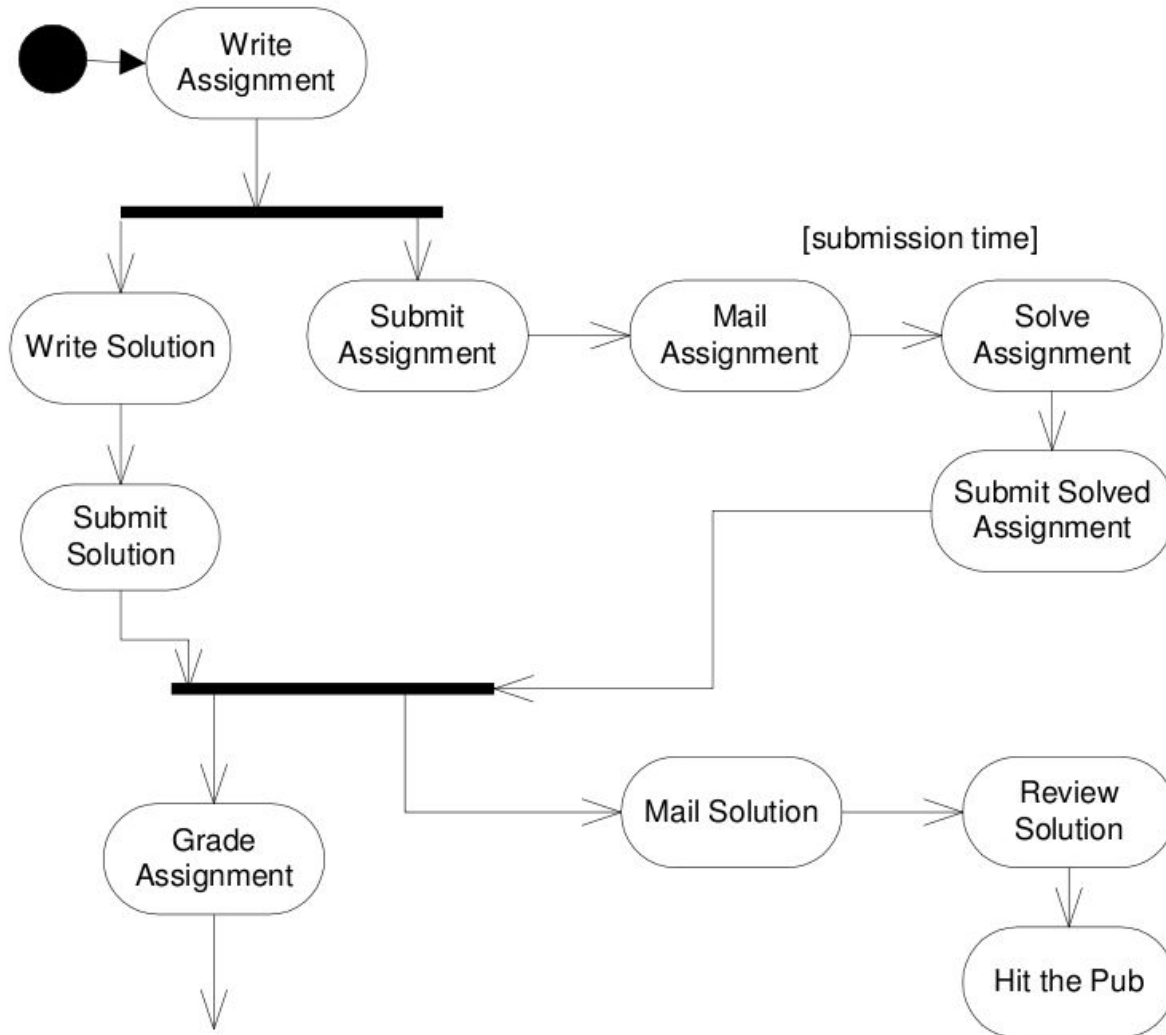 Write
Assignment
[submission time]
Write Solution
Submit
Assignment
Mail
Assignment
Solve
Assignment
Submit
Solution
Submit Solved
Assignment
Grade
Assignment
Mail Solution
Review
Solution
Hit the Pub